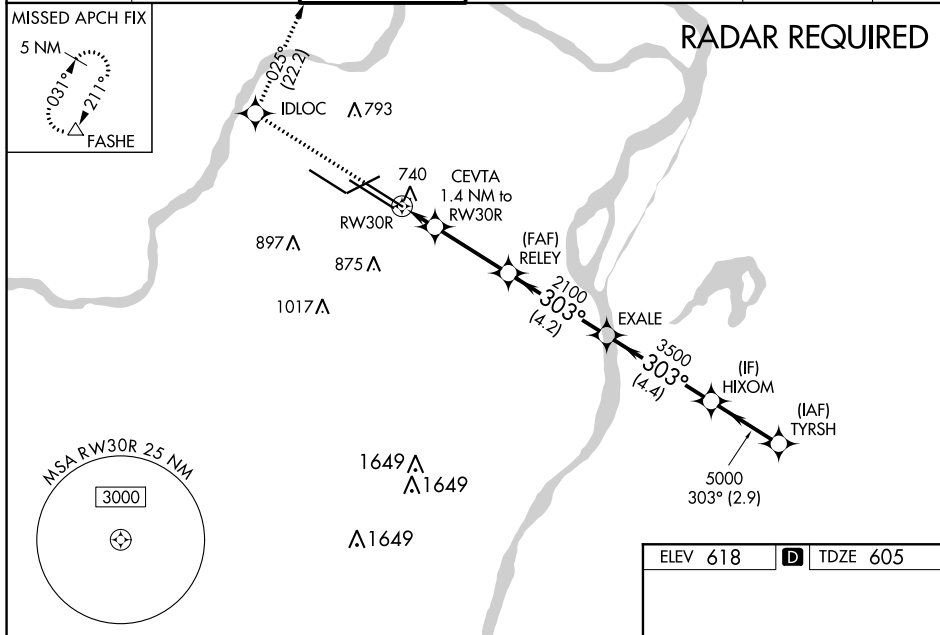 MISSED APCH FIX
5 NM
031°
211°
FASHE
RADAR REQUIRED
025°
(22.2)
IDLOC
793
740
CEVTA
1.4 NM to
RW30R
RW30R
897
875
1017
(FAF)
RELEY
2100
303°
(4.2)
EXALE
3500
303°
(4.4)
(IF)
HIXOM
(IAF)
TYRSH
5000
303° (2.9)
1649
1649
1649
MSA RW30R 25 NM
3000
ELEV 618 D TDZE 605